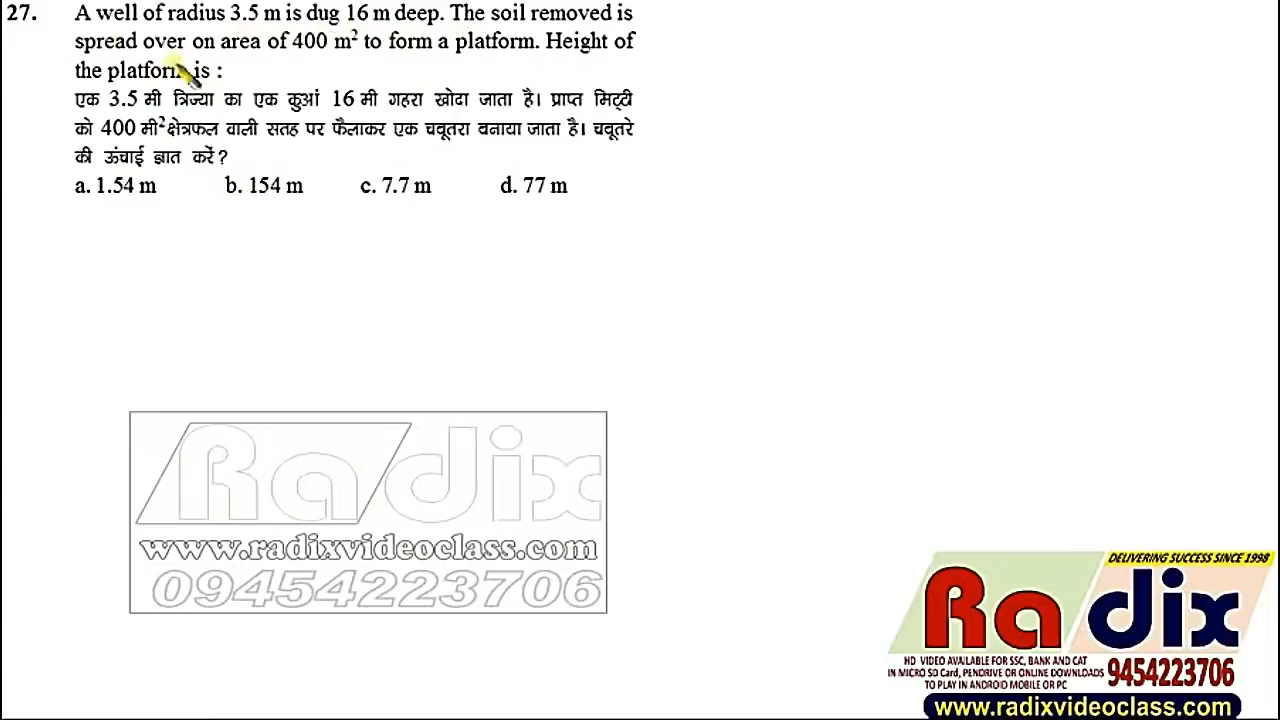 27. A well of radius 3.5 m is dug 16 m deep. The soil removed is
spread over on area of 400 m² to form a platform. Height of
the platform is :
एक 3.5 मी त्रिज्या का एक कुआं 16 मी गहरा खोदा जाता है। प्राप्त मिट्टी
को 400 मी² क्षेत्रफल वाली सतह पर फैलाकर एक चबूतरा बनाया जाता है। चबूतरे
की ऊंचाई ज्ञात करें ?
a. 1.54 m b. 154 m c. 7.7 m d. 77 m
Radix
www.radixvideoclass.com
09454223706
DELIVERING SUCCESS SINCE 1998
Radix
HD VIDEO AVAILABLE FOR SSC, BANK AND CAT
IN MICRO SD Card, PENDRIVE OR ONLINE DOWNLOADS
TO PLAY IN ANDROID MOBILE OR PC
9454223706
www.radixvideoclass.com